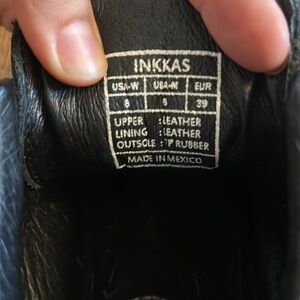 INKKAS
USA-W USA-M EUR
8 6 39
UPPER :LEATHER
LINING :LEATHER
OUTSOLE :TP RUBBER
MADE IN MEXICO